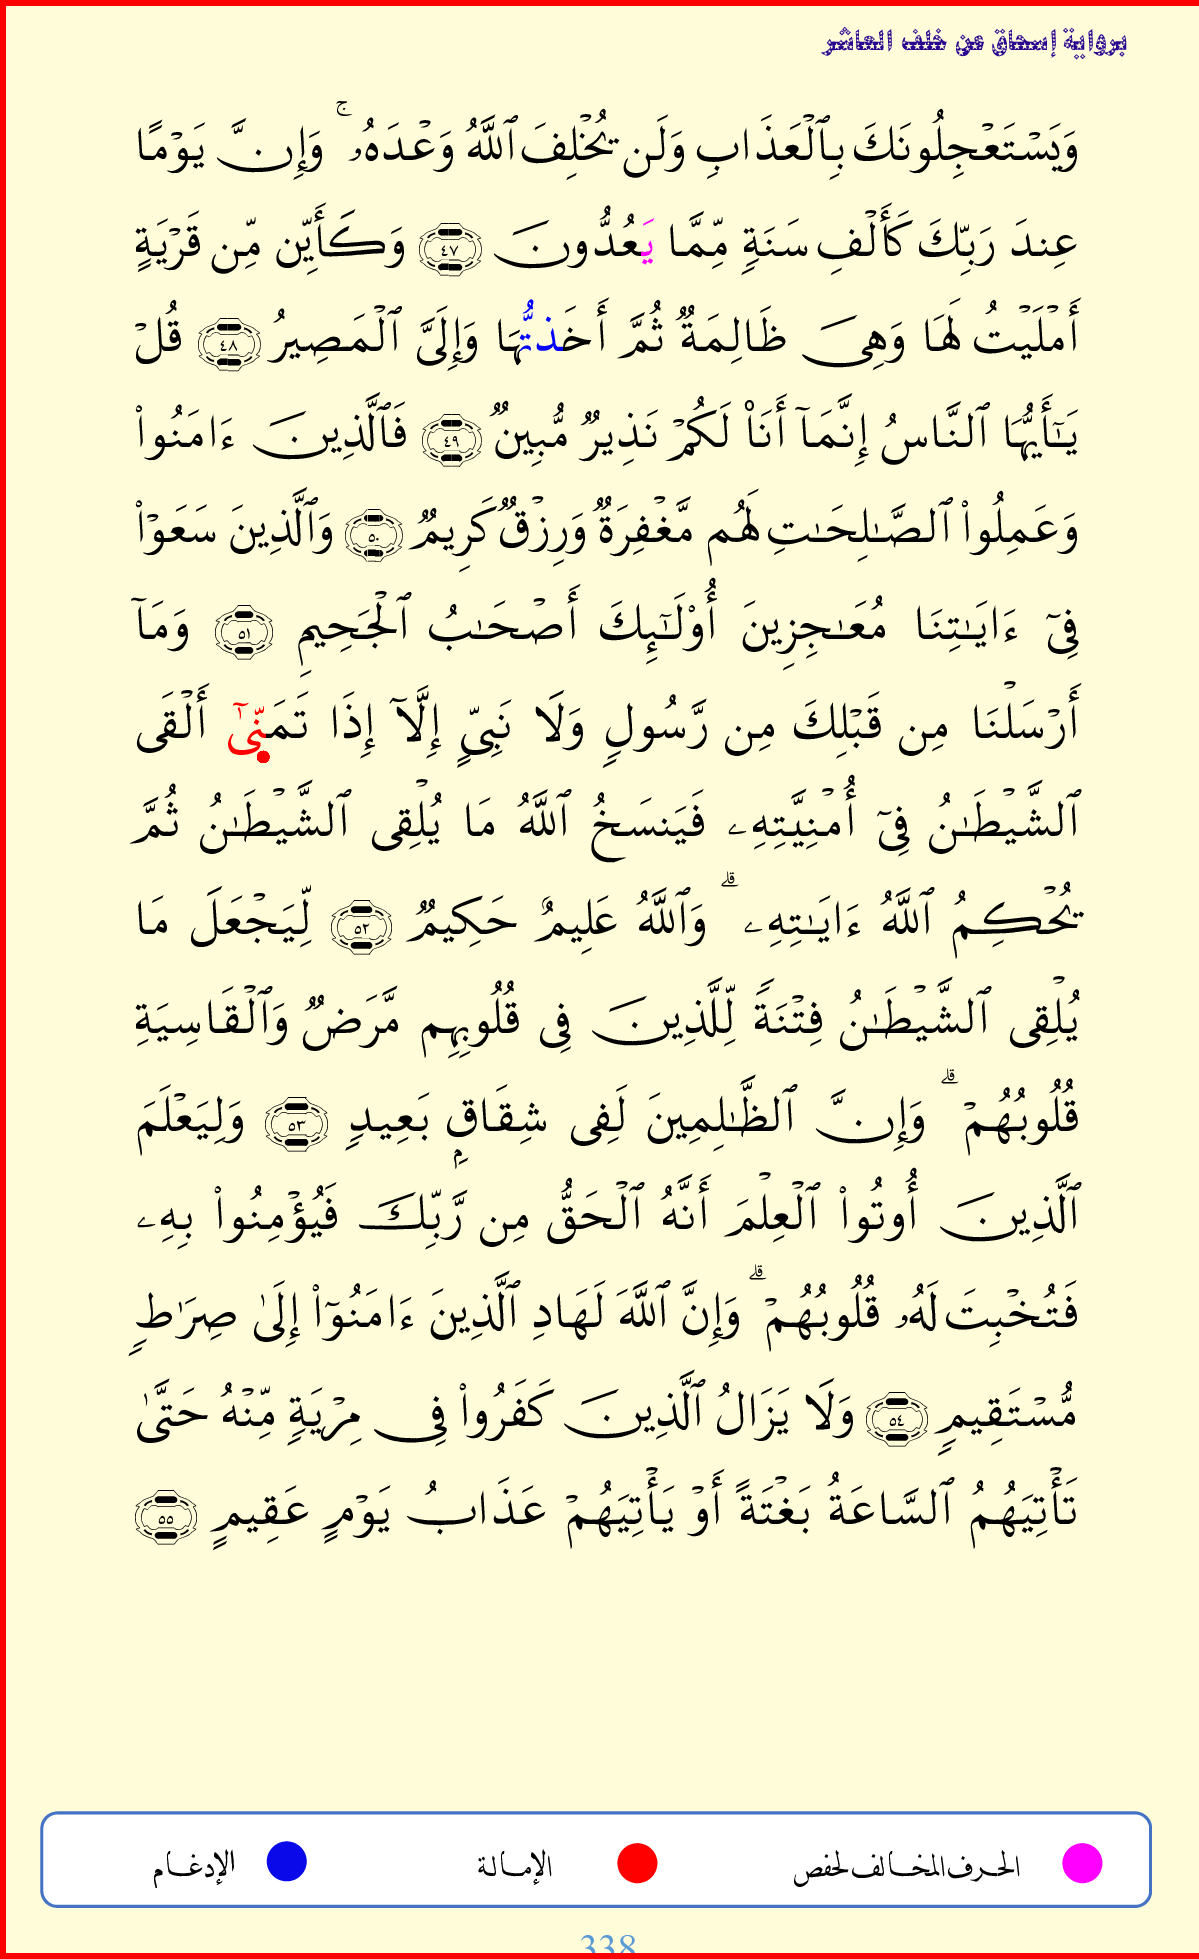 برواية إسحاق عن خلف العاشر
وَيَسۡتَعۡجِلُونَكَ بِٱلۡعَذَابِ وَلَن يُخۡلِفَ ٱللَّهُ وَعۡدَهُۥۚ وَإِنَّ يَوۡمًا
عِندَ رَبِّكَ كَأَلۡفِ سَنَةٖ مِّمَّا يَعُدُّونَ ٤٧ وَكَأَيِّن مِّن قَرۡيَةٍ
أَمۡلَيۡتُ لَهَا وَهِيَ ظَالِمَةٞ ثُمَّ أَخَذتُّهَا وَإِلَيَّ ٱلۡمَصِيرُ ٤٨ قُلۡ
يَـٰٓأَيُّهَا ٱلنَّاسُ إِنَّمَآ أَنَا۠ لَكُمۡ نَذِيرٞ مُّبِينٞ ٤٩ فَٱلَّذِينَ ءَامَنُواْ
وَعَمِلُواْ ٱلصَّـٰلِحَـٰتِ لَهُم مَّغۡفِرَةٞ وَرِزۡقٞ كَرِيمٞ ٥٠ وَٱلَّذِينَ سَعَوۡاْ
فِيٓ ءَايَـٰتِنَا مُعَـٰجِزِينَ أُوْلَـٰٓئِكَ أَصۡحَـٰبُ ٱلۡجَحِيمِ ٥١ وَمَآ
أَرۡسَلۡنَا مِن قَبۡلِكَ مِن رَّسُولٖ وَلَا نَبِيٍّ إِلَّآ إِذَا تَمَنّ۪ىٰٓ أَلۡقَى
ٱلشَّيۡطَـٰنُ فِيٓ أُمۡنِيَّتِهِۦ فَيَنسَخُ ٱللَّهُ مَا يُلۡقِي ٱلشَّيۡطَـٰنُ ثُمَّ
يُحۡكِمُ ٱللَّهُ ءَايَـٰتِهِۦۗ وَٱللَّهُ عَلِيمٌ حَكِيمٞ ٥٢ لِّيَجۡعَلَ مَا
يُلۡقِي ٱلشَّيۡطَـٰنُ فِتۡنَةٗ لِّلَّذِينَ فِي قُلُوبِهِم مَّرَضٞ وَٱلۡقَاسِيَةِ
قُلُوبُهُمۡۗ وَإِنَّ ٱلظَّـٰلِمِينَ لَفِي شِقَاقِۭ بَعِيدٖ ٥٣ وَلِيَعۡلَمَ
ٱلَّذِينَ أُوتُواْ ٱلۡعِلۡمَ أَنَّهُ ٱلۡحَقُّ مِن رَّبِّكَ فَيُؤۡمِنُواْ بِهِۦ
فَتُخۡبِتَ لَهُۥ قُلُوبُهُمۡۗ وَإِنَّ ٱللَّهَ لَهَادِ ٱلَّذِينَ ءَامَنُوٓاْ إِلَىٰ صِرَٰطٖ
مُّسۡتَقِيمٖ ٥٤ وَلَا يَزَالُ ٱلَّذِينَ كَفَرُواْ فِي مِرۡيَةٖ مِّنۡهُ حَتَّىٰ
تَأۡتِيَهُمُ ٱلسَّاعَةُ بَغۡتَةً أَوۡ يَأۡتِيَهُمۡ عَذَابُ يَوۡمٍ عَقِيمٍ ٥٥
الحرف المخالف لحفص الإمالة الإدغام
338